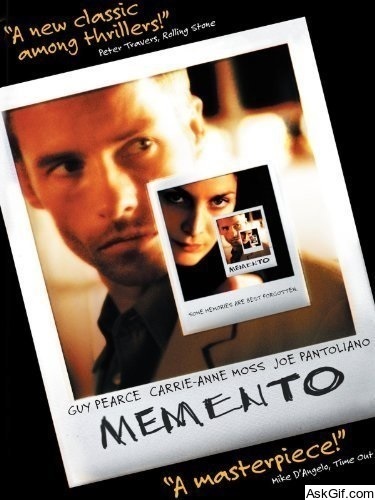 "A new classic
among thrillers!"
Peter Travers, Rolling Stone
MEMENTO
SOME MEMORIES ARE BEST FORGOTTEN
GUY PEARCE CARRIE-ANNE MOSS JOE PANTOLIANO
MEMENTO
"A masterpiece!"
Mike D'Angelo, Time Out
AskGif.com